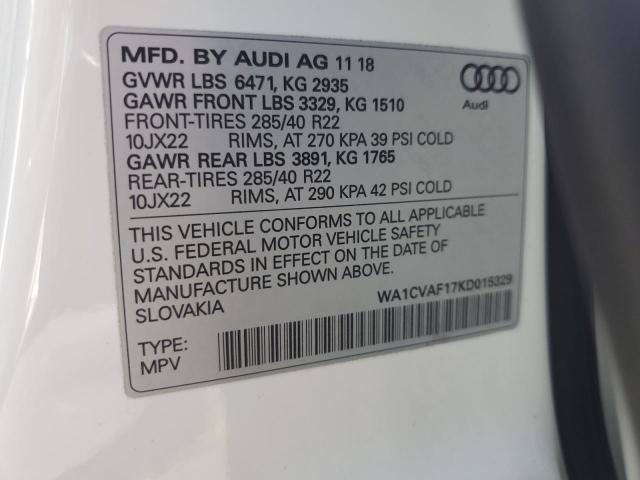 MFD. BY AUDI AG 11 18
GVWR LBS 6471, KG 2935
GAWR FRONT LBS 3329, KG 1510
FRONT-TIRES 285/40 R22
10JX22 RIMS, AT 270 KPA 39 PSI COLD
GAWR REAR LBS 3891, KG 1765
REAR-TIRES 285/40 R22
10JX22 RIMS, AT 290 KPA 42 PSI COLD
Audi
THIS VEHICLE CONFORMS TO ALL APPLICABLE
U.S. FEDERAL MOTOR VEHICLE SAFETY
STANDARDS IN EFFECT ON THE DATE OF
MANUFACTURE SHOWN ABOVE.
SLOVAKIA
WA1CVAF17KD015329
TYPE:
MPV